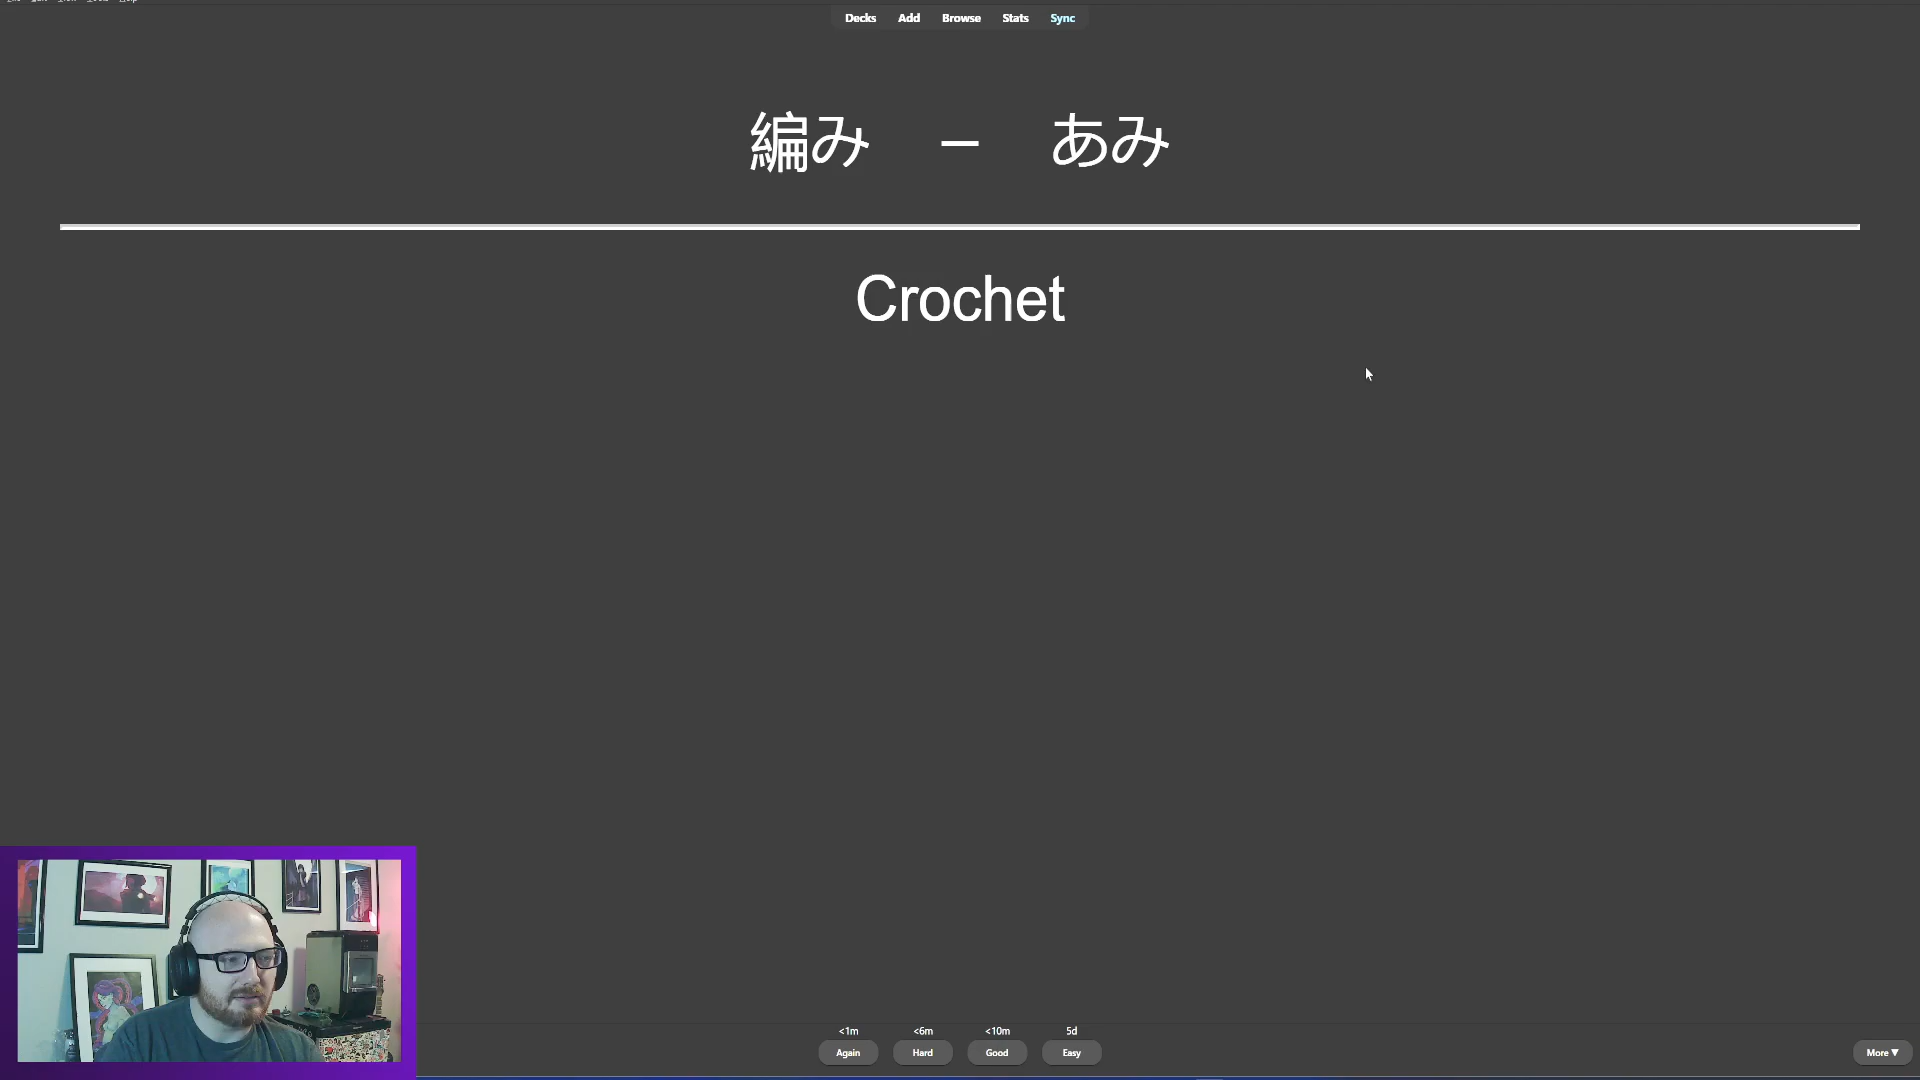 Decks Add Browse Stats Sync
編み – あみ
Crochet
<1m <6m <10m 5d
Again Hard Good Easy
More ▼